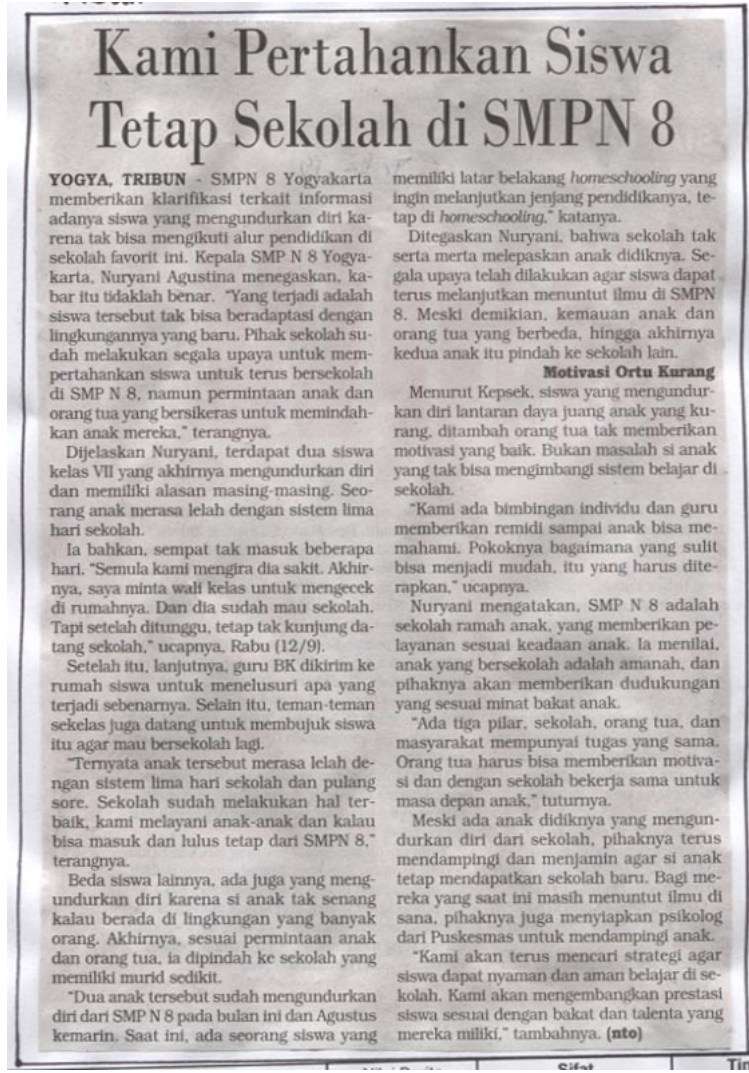 Kami Pertahankan Siswa
Tetap Sekolah di SMPN 8
YOGYA, TRIBUN - SMPN 8 Yogyakarta
memberikan klarifikasi terkait informasi
adanya siswa yang mengundurkan diri ka-
rena tak bisa mengikuti alur pendidikan di
sekolah favorit ini. Kepala SMP N 8 Yogya-
karta, Nuryani Agustina menegaskan, ka-
bar itu tidaklah benar. "Yang terjadi adalah
siswa tersebut tak bisa beradaptasi dengan
lingkungannya yang baru. Pihak sekolah su-
dah melakukan segala upaya untuk mem-
pertahankan siswa untuk terus bersekolah
di SMP N 8, namun permintaan anak dan
orang tua yang bersikeras untuk memindah-
kan anak mereka," terangnya.
Dijelaskan Nuryani, terdapat dua siswa
kelas VII yang akhirnya mengundurkan diri
dan memiliki alasan masing-masing. Seo-
rang anak merasa lelah dengan sistem lima
hari sekolah.
Ia bahkan, sempat tak masuk beberapa
hari. "Semula kami mengira dia sakit. Akhir-
nya, saya minta wali kelas untuk mengecek
di rumahnya. Dan dia sudah mau sekolah.
Tapi setelah ditunggu, tetap tak kunjung da-
tang sekolah," ucapnya, Rabu (12/9).
Setelah itu, lanjutnya, guru BK dikirim ke
rumah siswa untuk menelusuri apa yang
terjadi sebenarnya. Selain itu, teman-teman
sekelas juga datang untuk membujuk siswa
itu agar mau bersekolah lagi.
"Ternyata anak tersebut merasa lelah de-
ngan sistem lima hari sekolah dan pulang
sore. Sekolah sudah melakukan hal ter-
baik, kami melayani anak-anak dan kalau
bisa masuk dan lulus tetap dari SMPN 8,"
terangnya.
Beda siswa lainnya, ada juga yang meng-
undurkan diri karena si anak tak senang
kalau berada di lingkungan yang banyak
orang. Akhirnya, sesuai permintaan anak
dan orang tua, ia dipindah ke sekolah yang
memiliki murid sedikit.
"Dua anak tersebut sudah mengundurkan
diri dari SMP N 8 pada bulan ini dan Agustus
kemarin. Saat ini, ada seorang siswa yang
memiliki latar belakang homeschooling yang
ingin melanjutkan jenjang pendidikanya, te-
tap di homeschooling," katanya.
Ditegaskan Nuryani, bahwa sekolah tak
serta merta melepaskan anak didiknya. Se-
gala upaya telah dilakukan agar siswa dapat
terus melanjutkan menuntut ilmu di SMPN
8. Meski demikian, kemauan anak dan
orang tua yang berbeda, hingga akhirnya
kedua anak itu pindah ke sekolah lain.
Motivasi Ortu Kurang
Menurut Kepsek, siswa yang mengundur-
kan diri lantaran daya juang anak yang ku-
rang, ditambah orang tua tak memberikan
motivasi yang baik. Bukan masalah si anak
yang tak bisa mengimbangi sistem belajar di
sekolah.
"Kami ada bimbingan individu dan guru
memberikan remidi sampai anak bisa me-
mahami. Pokoknya bagaimana yang sulit
bisa menjadi mudah, itu yang harus dite-
rapkan," ucapnya.
Nuryani mengatakan, SMP N 8 adalah
sekolah ramah anak, yang memberikan pe-
layanan sesuai keadaan anak. Ia menilai,
anak yang bersekolah adalah amanah, dan
pihaknya akan memberikan dudukungan
yang sesuai minat bakat anak.
"Ada tiga pilar, sekolah, orang tua, dan
masyarakat mempunyai tugas yang sama.
Orang tua harus bisa memberikan motiva-
si dan dengan sekolah bekerja sama untuk
masa depan anak," tuturnya.
Meski ada anak didiknya yang mengun-
durkan diri dari sekolah, pihaknya terus
mendampingi dan menjamin agar si anak
tetap mendapatkan sekolah baru. Bagi me-
reka yang saat ini masih menuntut ilmu di
sana, pihaknya juga menyiapkan psikolog
dari Puskesmas untuk mendampingi anak.
"Kami akan terus mencari strategi agar
siswa dapat nyaman dan aman belajar di se-
kolah. Kami akan mengembangkan prestasi
siswa sesuai dengan bakat dan talenta yang
mereka miliki," tambahnya. (nto)